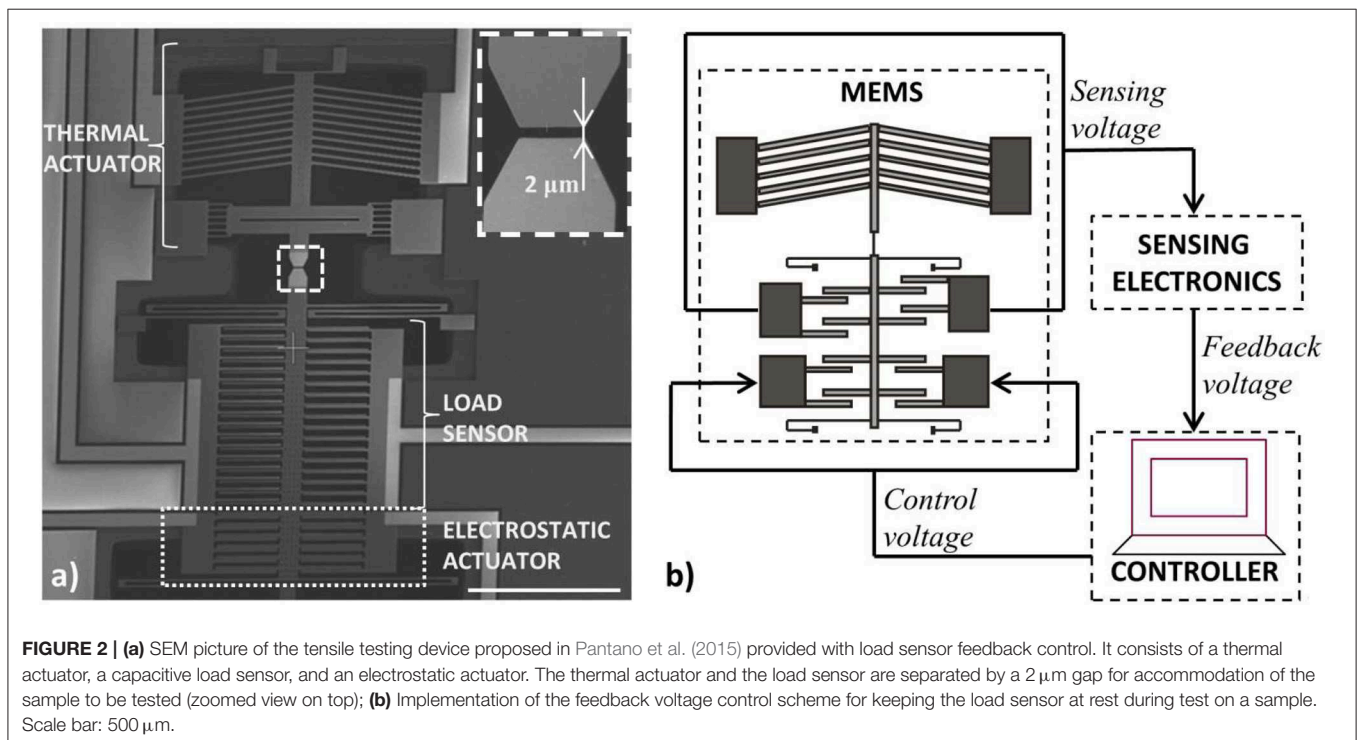 THERMAL
ACTUATOR
2 μm
LOAD
SENSOR
ELECTROSTATIC
ACTUATOR
a)
MEMS
Sensing
voltage
SENSING
ELECTRONICS
Feedback
voltage
Control
voltage
CONTROLLER
b)
FIGURE 2 | (a) SEM picture of the tensile testing device proposed in Pantano et al. (2015) provided with load sensor feedback control. It consists of a thermal
actuator, a capacitive load sensor, and an electrostatic actuator. The thermal actuator and the load sensor are separated by a 2 μm gap for accommodation of the
sample to be tested (zoomed view on top); (b) Implementation of the feedback voltage control scheme for keeping the load sensor at rest during test on a sample.
Scale bar: 500 μm.